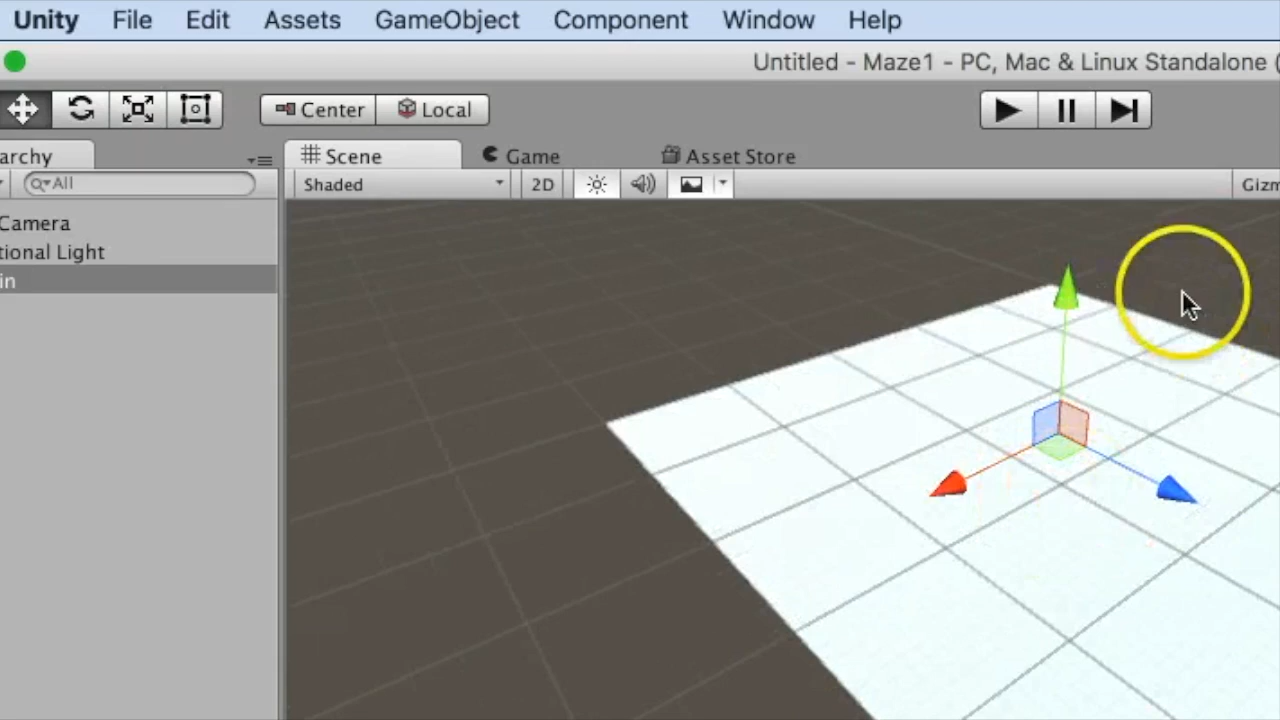 Unity File Edit Assets GameObject Component Window Help
Untitled - Maze1 - PC, Mac & Linux Standalone (
Center Local
archy Scene Game Asset Store
All Shaded 2D Gizm
Camera
tional Light
in